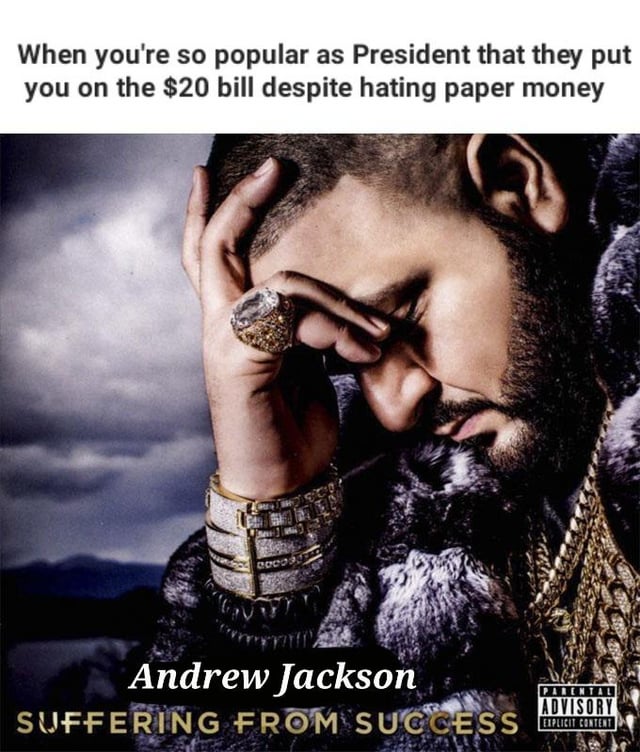 When you're so popular as President that they put
you on the $20 bill despite hating paper money
Andrew Jackson
SUFFERING FROM SUCCESS
PARENTAL
ADVISORY
EXPLICIT CONTENT